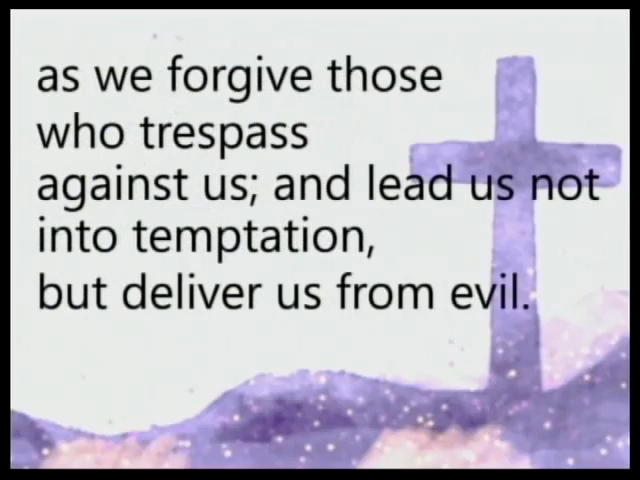 as we forgive those
who trespass
against us; and lead us not
into temptation,
but deliver us from evil.